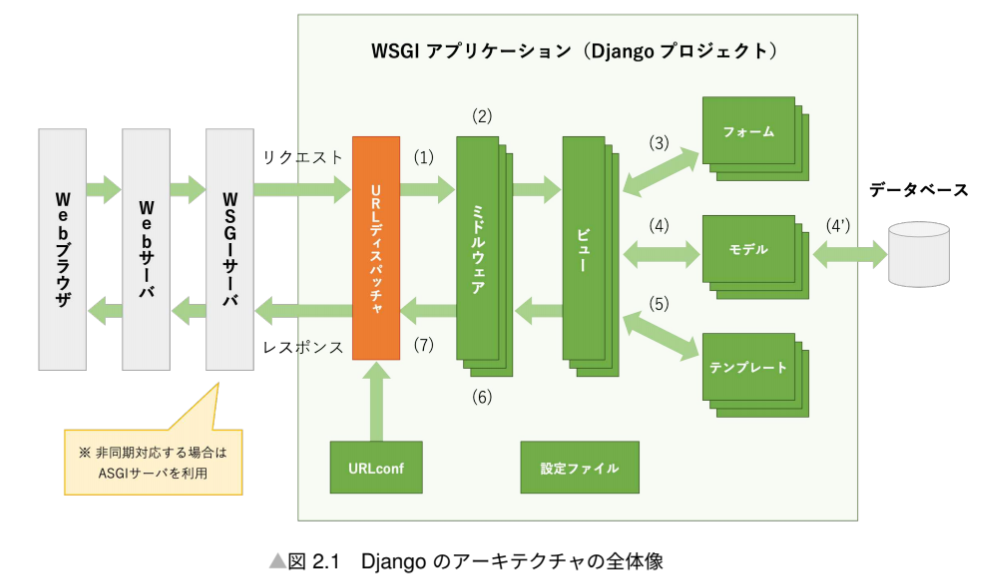 WSGI アプリケーション（Django プロジェクト）
Webブラウザ
Webサーバ
WSGIサーバ
リクエスト
レスポンス
URLディスパッチャ
(1)
(2)
ミドルウェア
ビュー
(3)
フォーム
(4)
モデル
(4’)
データベース
(5)
テンプレート
(6)
(7)
URLconf
設定ファイル
※ 非同期対応する場合は
ASGIサーバを利用
▲図 2.1　Django のアーキテクチャの全体像